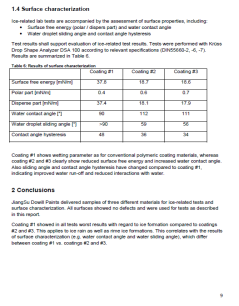 1.4 Surface characterization
Ice-related lab tests are accompanied by the assessment of surface properties, including:
• Surface free energy (polar / dispers part) and water contact angle
• Water droplet sliding angle and contact angle hysteresis
Test results shall support evaluation of ice-related test results. Tests were performed with Krüss
Drop Shape Analyzer DSA 100 according to relevant specifications (DIN55660-2, -6, -7).
Results are summarized in Table 6.
Table 6: Results of surface characterization
Coating #1 Coating #2 Coating #3
Surface free energy [mN/m] 37.8 18.7 18.6
Polar part [mN/m] 0.4 0.6 0.7
Disperse part [mN/m] 37.4 18.1 17.9
Water contact angle [°] 90 112 111
Water droplet sliding angle [°] ~90 59 56
Contact angle hysteresis 48 36 34
Coating #1 shows wetting parameter as for conventional polymeric coating materials, whereas
coating #2 and #3 clearly show reduced surface free energy and increased water contact angle.
Also sliding angle and contact angle hysteresis have changed compared to coating #1,
indicating improved water run-off and reduced interactions with water.
2 Conclusions
JiangSu Dowill Paints delivered samples of three different materials for ice-related tests and
surface characterization. All surfaces showed no defects and were used for tests as described
in this report.
Coating #1 showed in all tests worst results with regard to ice formation compared to coatings
#2 and #3. This applies to ice rain as well as rime ice formations. This correlates with the results
of surface characterization (e.g. water contact angle and water sliding angle), which differ
between coating #1 vs. coatings #2 and #3.
9